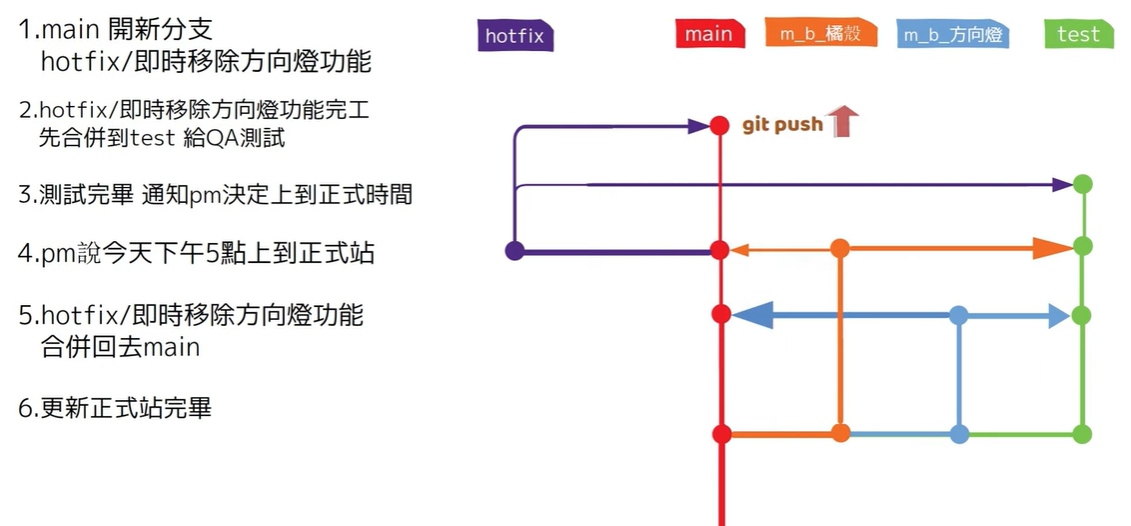 1.main 開新分支
hotfix/即時移除方向燈功能
2.hotfix/即時移除方向燈功能完工
先合併到test 給QA測試
3.測試完畢 通知pm決定上到正式時間
4.pm說今天下午5點上到正式站
5.hotfix/即時移除方向燈功能
合併回去main
6.更新正式站完畢
hotfix
main
m_b_橘殼
m_b_方向燈
test
git push